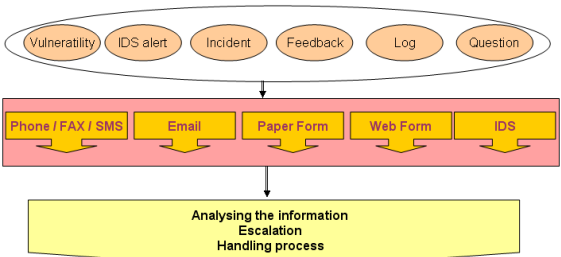 Vulneratility IDS alert Incident Feedback Log Question
Phone / FAX / SMS Email Paper Form Web Form IDS
Analysing the information
Escalation
Handling process